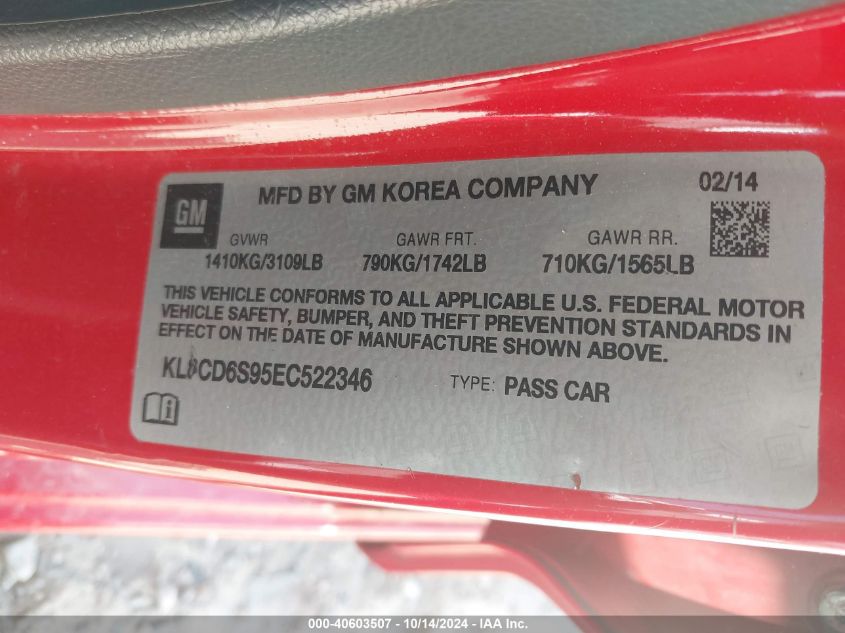 GM
MFD BY GM KOREA COMPANY
02/14
GVWR GAWR FRT. GAWR RR.
1410KG/3109LB 790KG/1742LB 710KG/1565LB
THIS VEHICLE CONFORMS TO ALL APPLICABLE U.S. FEDERAL MOTOR
VEHICLE SAFETY, BUMPER, AND THEFT PREVENTION STANDARDS IN
EFFECT ON THE DATE OF MANUFACTURE SHOWN ABOVE.
KL8CD6S95EC522346 TYPE: PASS CAR
000-40603507 - 10/14/2024 - IAA Inc.